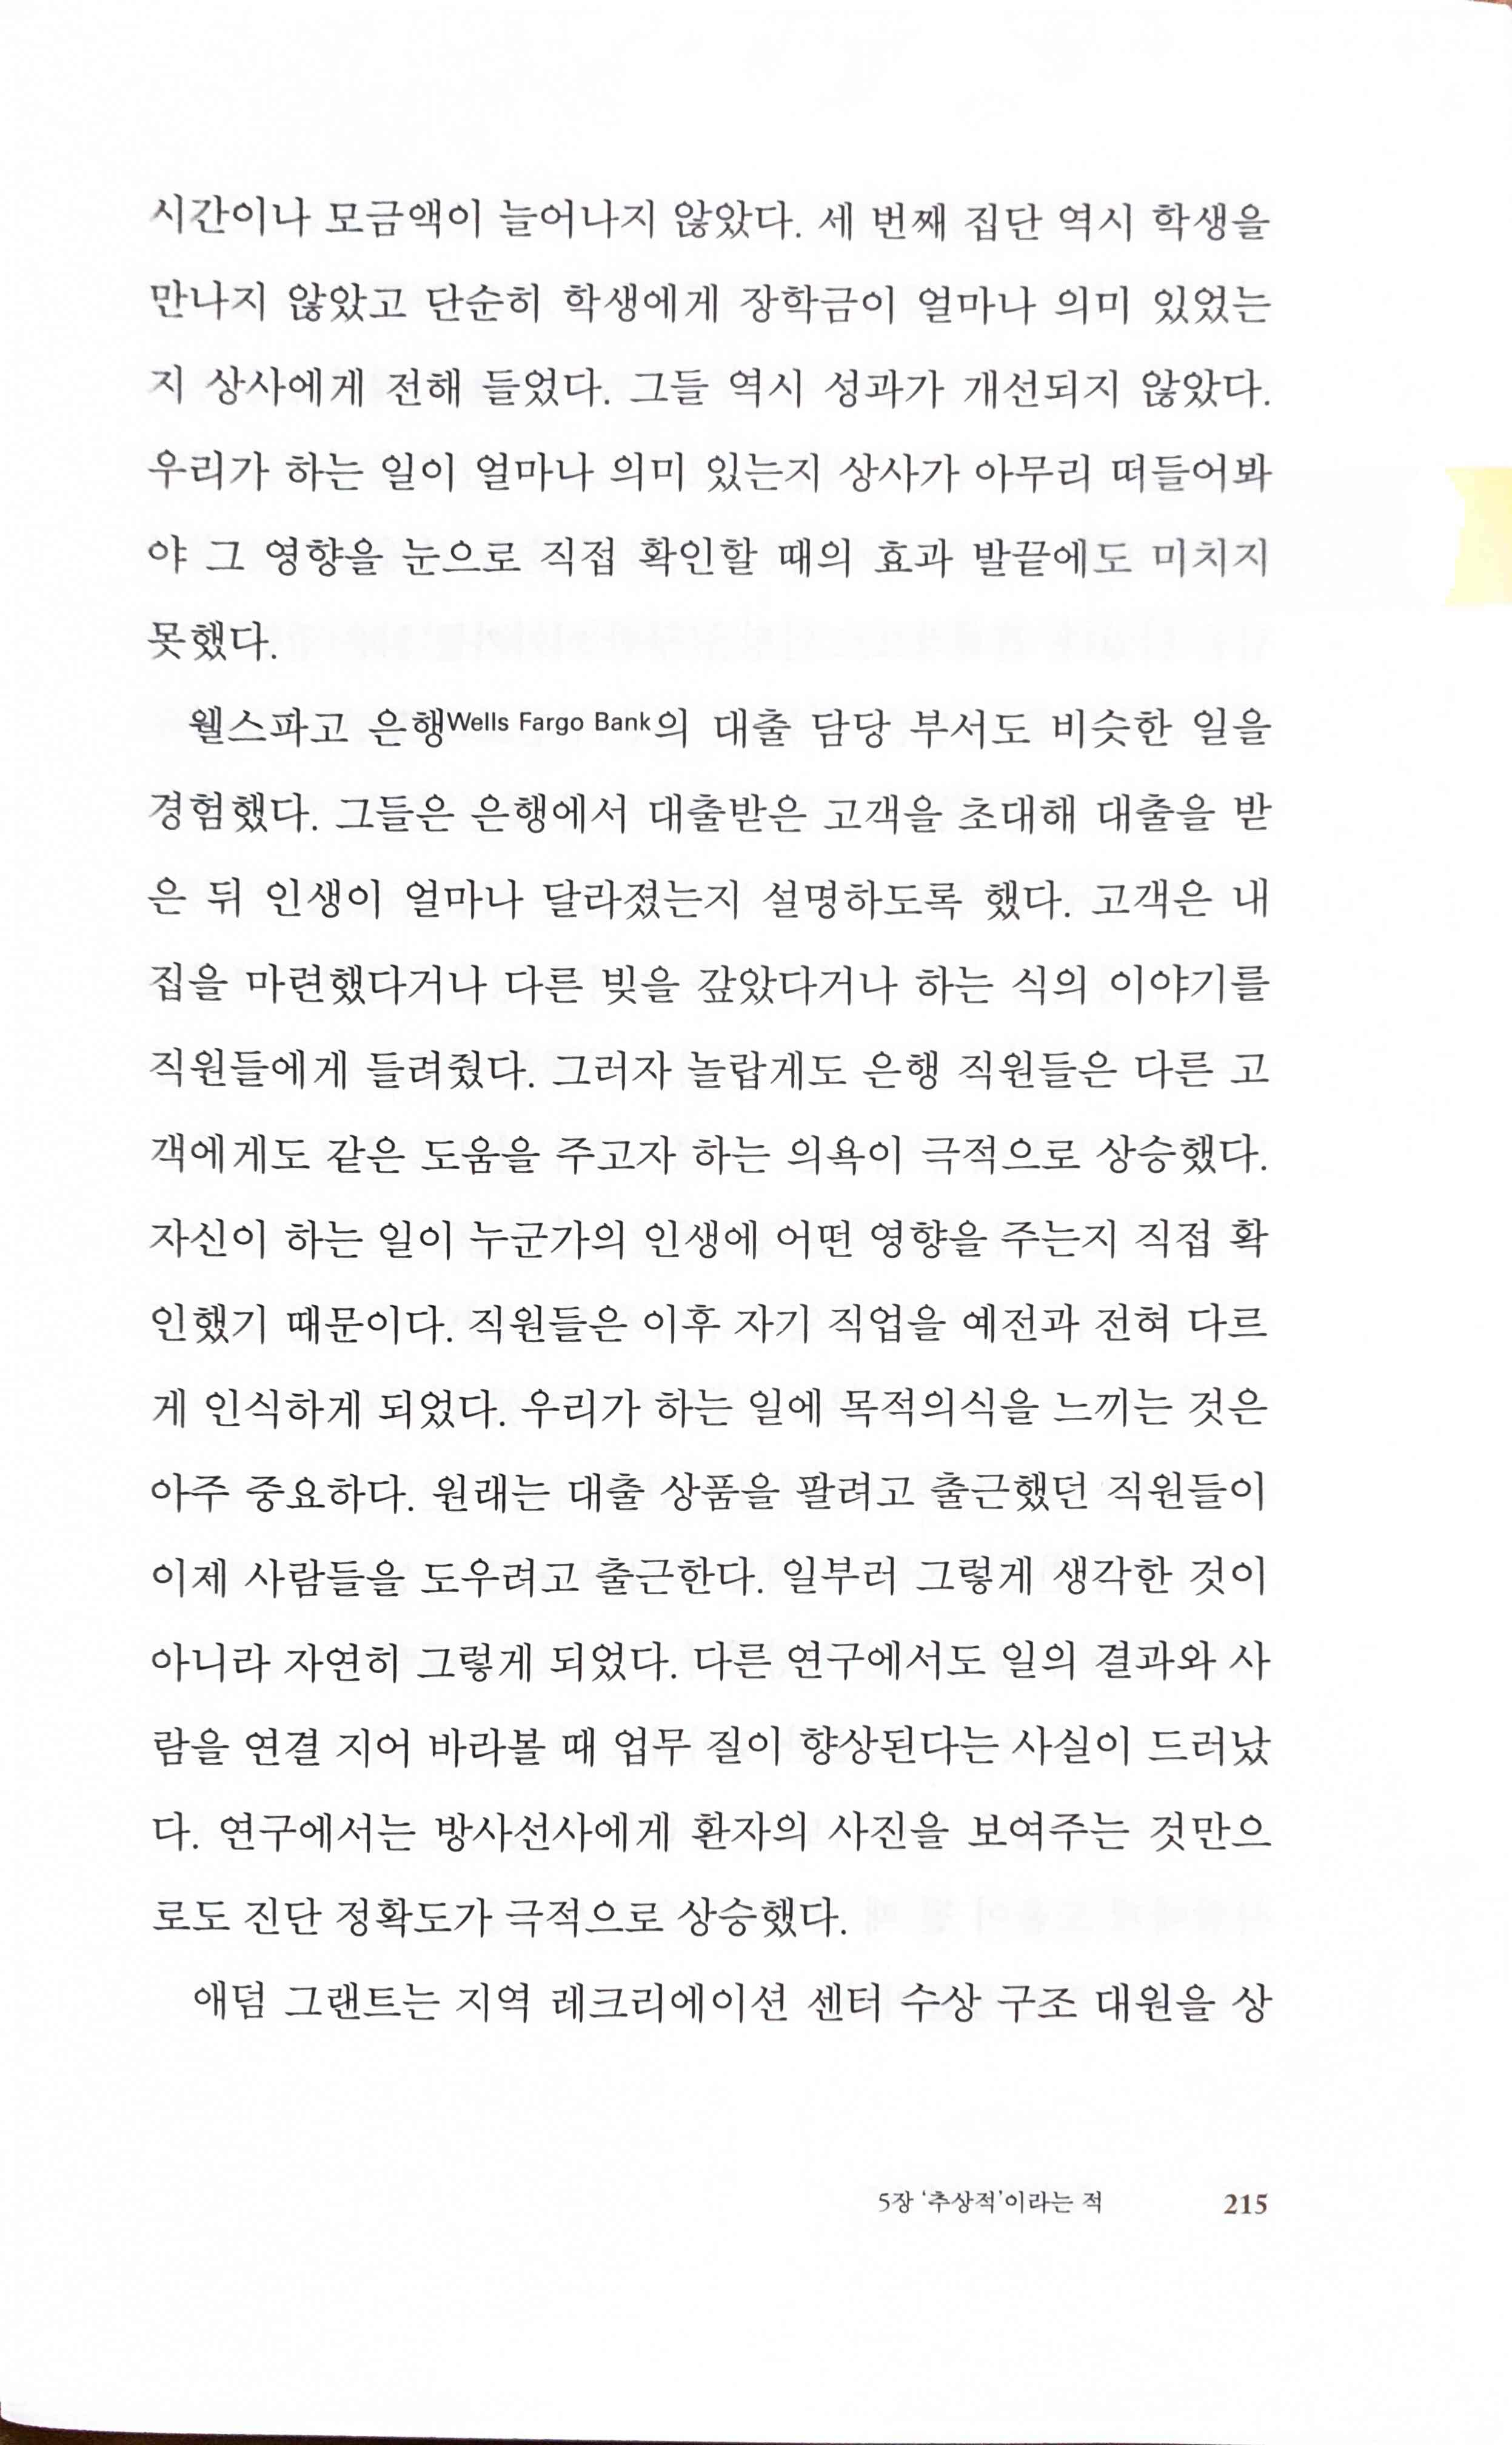 시간이나 모금액이 늘어나지 않았다. 세 번째 집단 역시 학생을
만나지 않았고 단순히 학생에게 장학금이 얼마나 의미 있었는
지 상사에게 전해 들었다. 그들 역시 성과가 개선되지 않았다.
우리가 하는 일이 얼마나 의미 있는지 상사가 아무리 떠들어봐
야 그 영향을 눈으로 직접 확인할 때의 효과 발끝에도 미치지
못했다.
웰스파고 은행Wells Fargo Bank의 대출 담당 부서도 비슷한 일을
경험했다. 그들은 은행에서 대출받은 고객을 초대해 대출을 받
은 뒤 인생이 얼마나 달라졌는지 설명하도록 했다. 고객은 내
집을 마련했다거나 다른 빚을 갚았다거나 하는 식의 이야기를
직원들에게 들려줬다. 그러자 놀랍게도 은행 직원들은 다른 고
객에게도 같은 도움을 주고자 하는 의욕이 극적으로 상승했다.
자신이 하는 일이 누군가의 인생에 어떤 영향을 주는지 직접 확
인했기 때문이다. 직원들은 이후 자기 직업을 예전과 전혀 다르
게 인식하게 되었다. 우리가 하는 일에 목적의식을 느끼는 것은
아주 중요하다. 원래는 대출 상품을 팔려고 출근했던 직원들이
이제 사람들을 도우려고 출근한다. 일부러 그렇게 생각한 것이
아니라 자연히 그렇게 되었다. 다른 연구에서도 일의 결과와 사
람을 연결 지어 바라볼 때 업무 질이 향상된다는 사실이 드러났
다. 연구에서는 방사선사에게 환자의 사진을 보여주는 것만으
로도 진단 정확도가 극적으로 상승했다.
애덤 그랜트는 지역 레크리에이션 센터 수상 구조 대원을 상
5장 '추상적'이라는 적 215